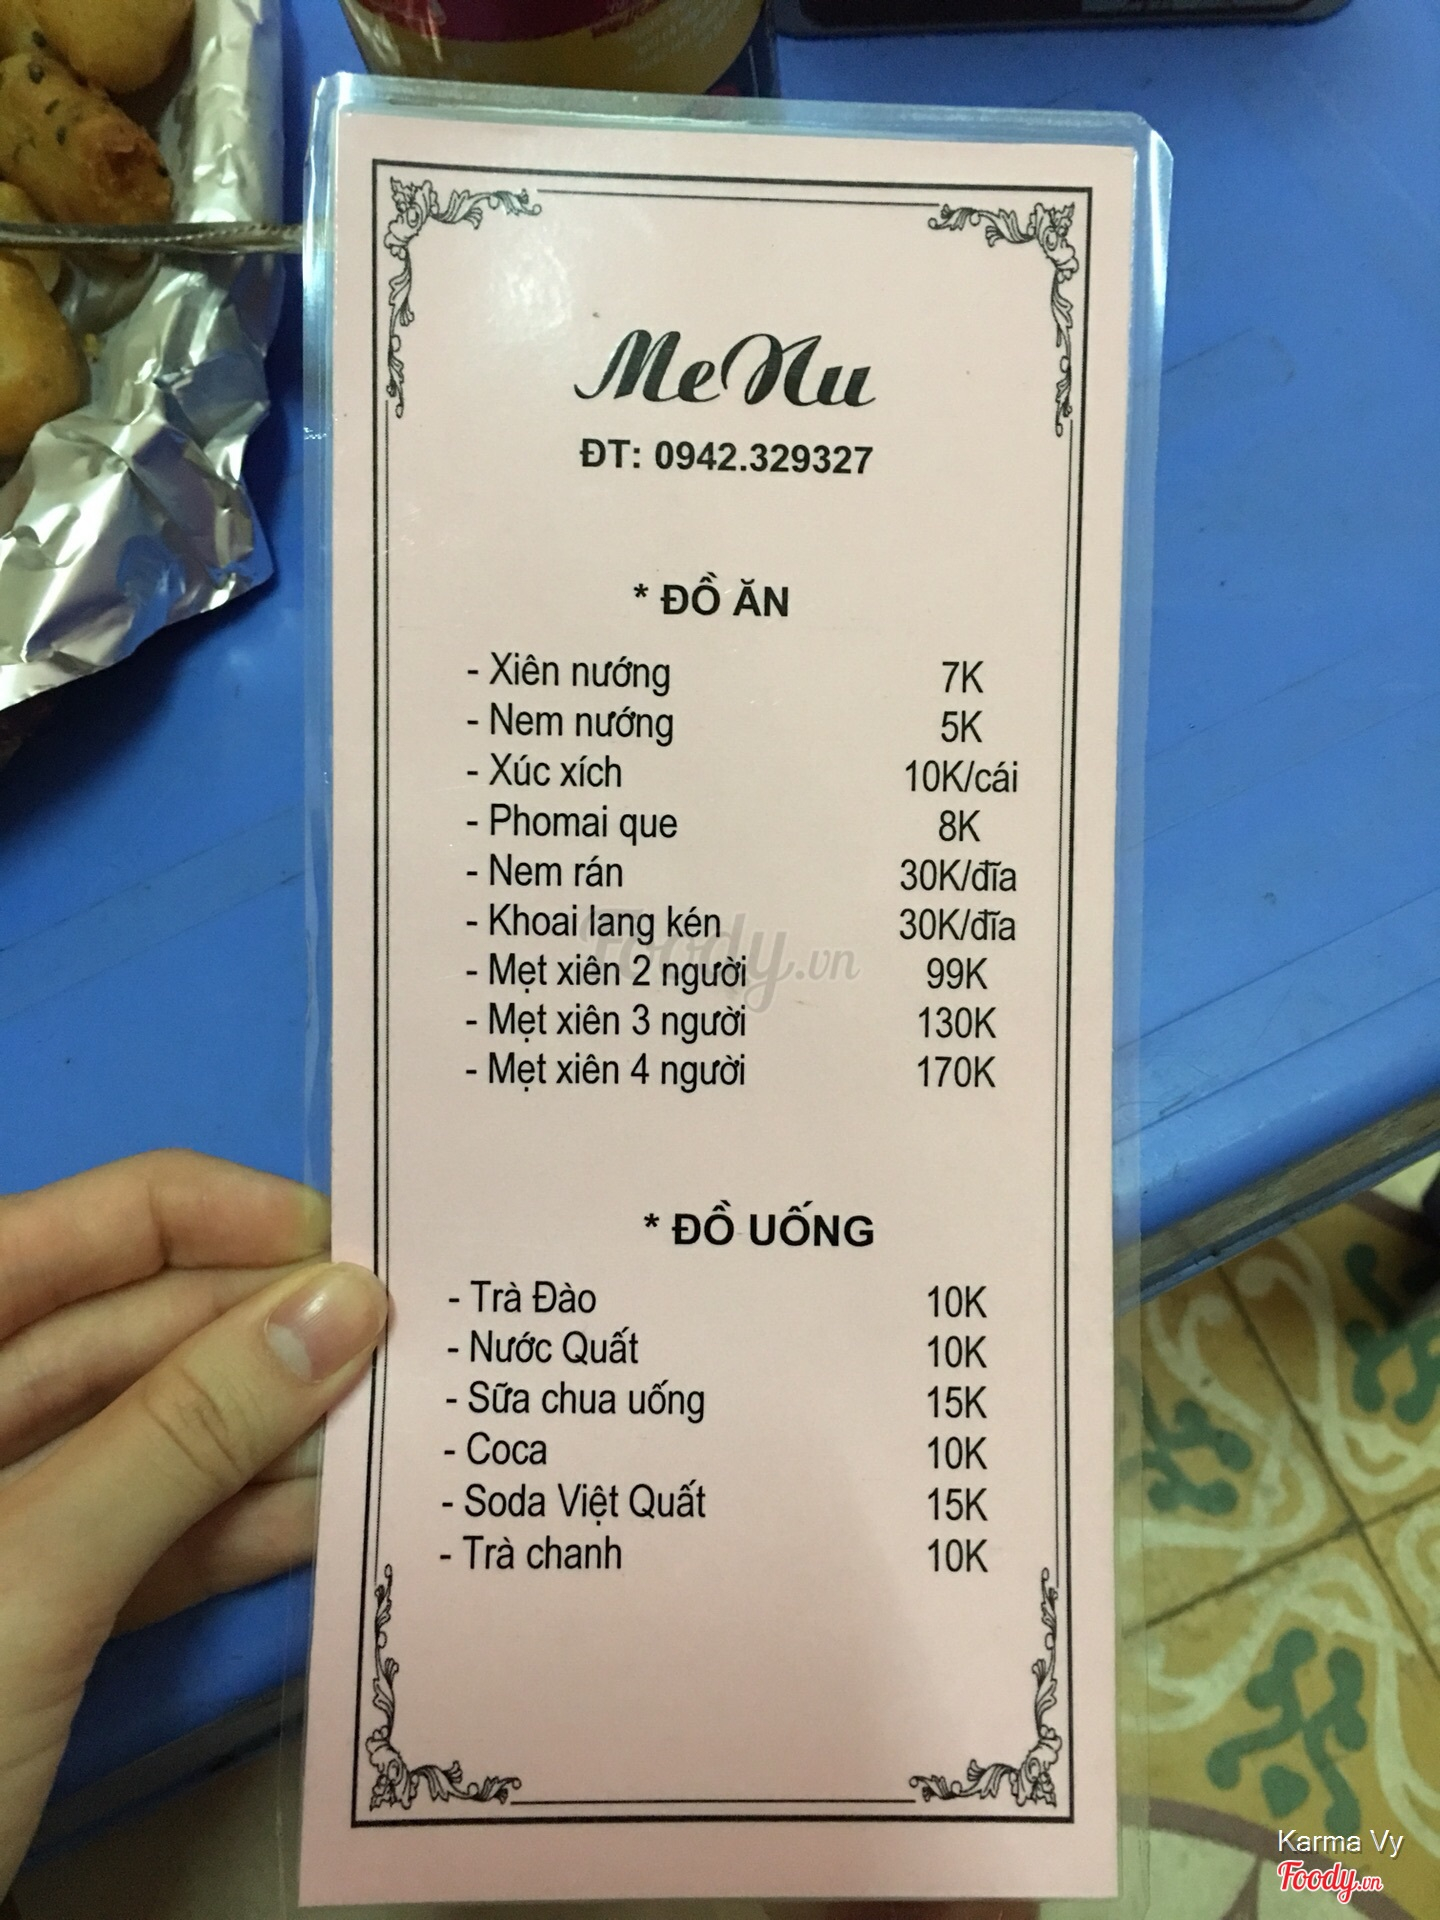 MeNu
ĐT: 0942.329327
* ĐỒ ĂN
- Xiên nướng 7K
- Nem nướng 5K
- Xúc xích 10K/cái
- Phomai que 8K
- Nem rán 30K/đĩa
- Khoai lang kén 30K/đĩa
Foody.vn
- Mẹt xiên 2 người 99K
- Mẹt xiên 3 người 130K
- Mẹt xiên 4 người 170K
* ĐỒ UỐNG
- Trà Đào 10K
- Nước Quất 10K
- Sữa chua uống 15K
- Coca 10K
- Soda Việt Quất 15K
- Trà chanh 10K
Karma Vy
Foody.vn